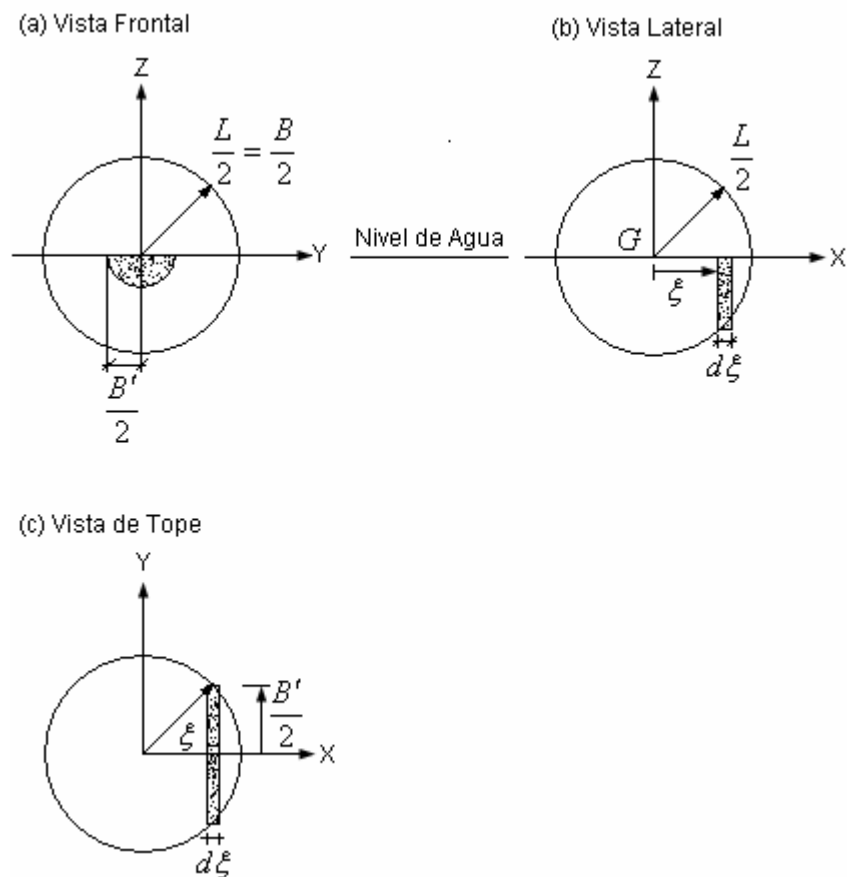 (a) Vista Frontal
(b) Vista Lateral
Z
L/2 = B/2
Y
B'/2
Nivel de Agua
Z
L/2
G
X
ξ
dξ
(c) Vista de Tope
Y
B'/2
ξ
X
dξ